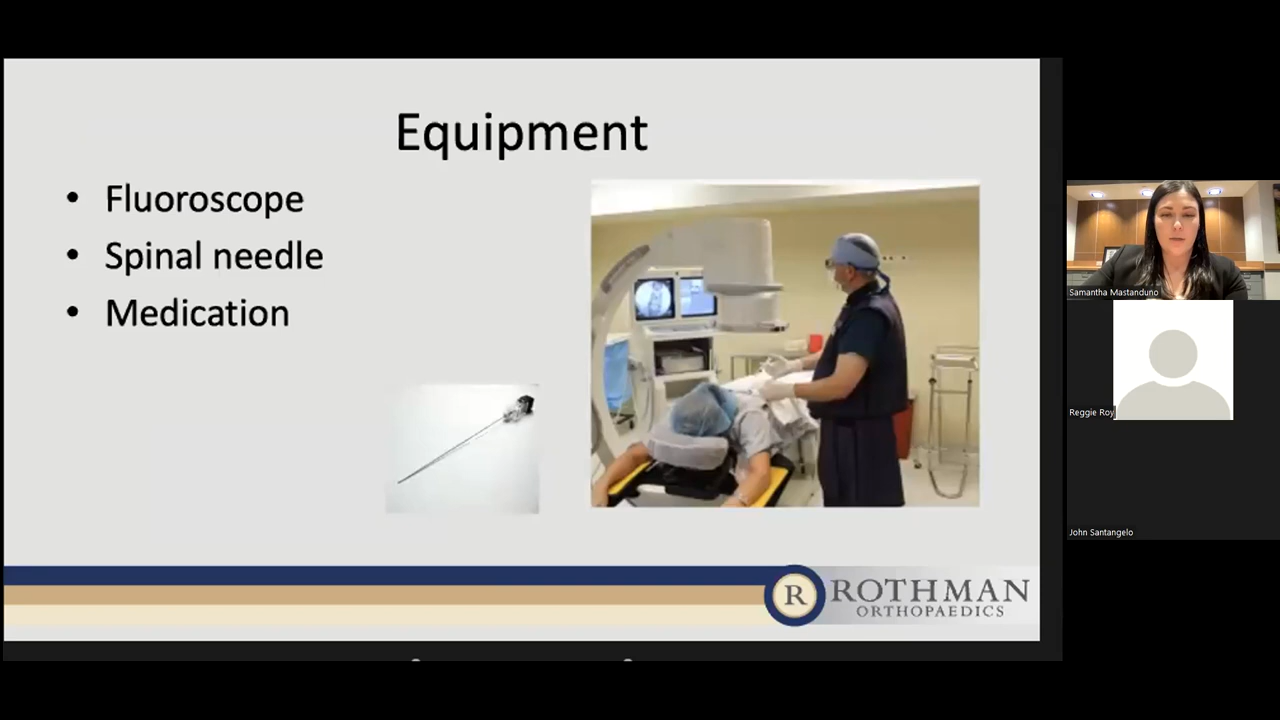 Equipment
• Fluoroscope
• Spinal needle
• Medication
R ROTHMAN
ORTHOPAEDICS
Samantha Mastanduno
Reggie Roy
John Santangelo